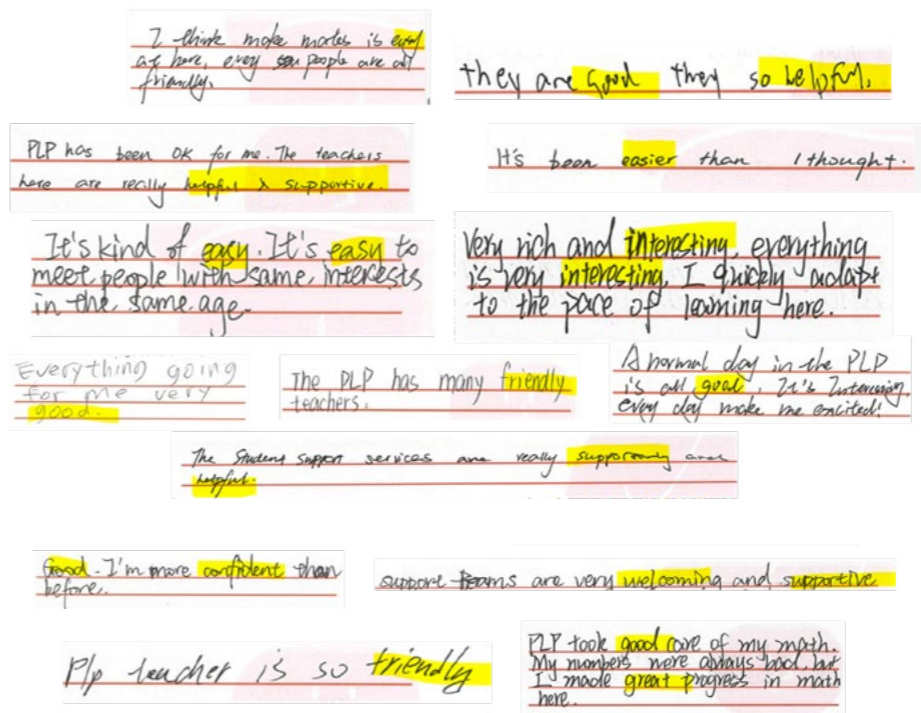 I think make mates is easy
at here, every people are all
friendly.
they are good they so helpful.
PLP has been OK for me. The teachers
here are really helpful & supportive.
It's been easier than I thought.
It's kind of easy. It's easy to
meet people with same interests
in the same age.
Very rich and interesting, everything
is very interesting, I quickly adapt
to the pace of learning here.
Everything going
for me very
good.
The PLP has many friendly
teachers.
A normal day in the PLP
is all good. It's
every day make me excited!
The Student support services are really and
helpful.
Good. I'm more confident than
before.
support teams are very welcoming and supportive
Plp teacher is so friendly
PLP took good care of my math.
My numbers were always bad, but
I made great progress in math
here.